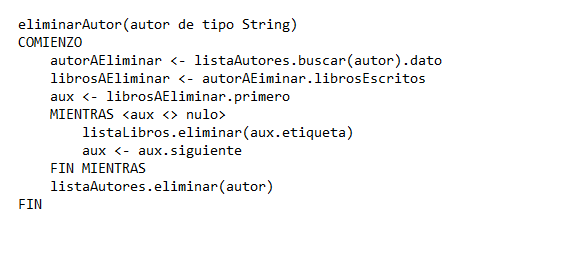 eliminarAutor(autor de tipo String)
COMIENZO
autorAEliminar <- listaAutores.buscar(autor).dato
librosAEliminar <- autorAEiminar.librosEscritos
aux <- librosAEliminar.primero
MIENTRAS <aux <> nulo>
listaLibros.eliminar(aux.etiqueta)
aux <- aux.siguiente
FIN MIENTRAS
listaAutores.eliminar(autor)
FIN